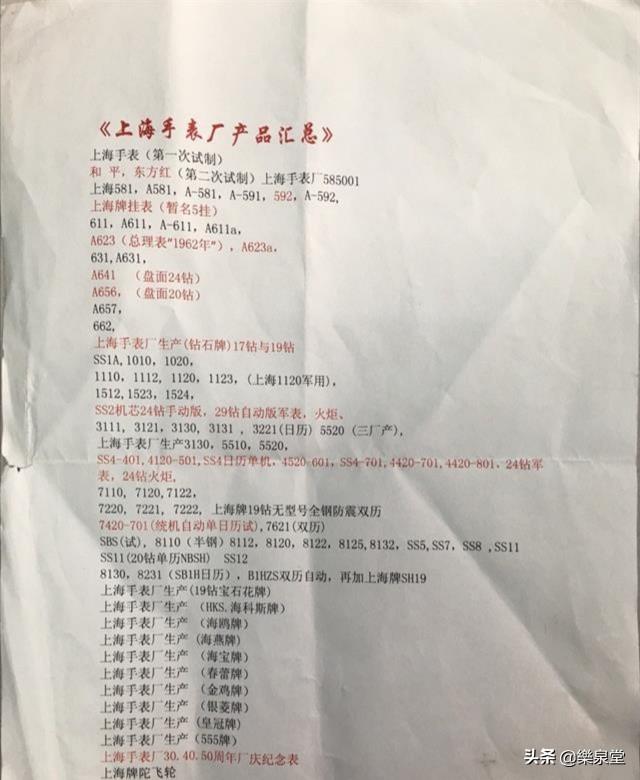 《上海手表厂产品汇总》
上海手表(第一次试制)
和 平，东方红(第二次试制)上海手表厂585001
上海581，A581，A-581，A-591，592，A-592,
上海牌挂表(暂名5挂)
611，A611，A-611，A611a,
A623(总理表"1962年")，A623a,
631,A631,
A641 (盘面24钻)
A656，(盘面20钻)
A657,
662,
上海手表厂生产(钻石牌)17钻与19钻
SS1A,1010，1020,
1110，1112，1120，1123，(上海1120军用),
1512,1523，1524,
SS2机芯24钻手动版，29钻自动版军表，火炬、
3111，3121，3130，3131 ，3221(日历) 5520 (三厂产),
上海手表厂生产3130，5510，5520,
SS4-401,4120-501,SS4日历单机，4520-601，SS4-701,4420-701,4420-801、24钻军
表，24钻火炬,
7110，7120,7122,
7220，7221，7222，上海牌19钻无型号全钢防震双历
7420-701(统机自动单日历试),7621(双历)
SBS(试)，8110 (半钢) 8112，8120，8122，8125,8132，SS5,SS7，SS8 ,SS11
SS11(20钻单历NBSH) SS12
8130，8231 (SB1H日历)，B1HZS双历自动，再加上海牌SH19
上海手表厂生产(19钻宝石花牌)
上海手表厂生产 (HKS.海科斯牌)
上海手表厂生产 (海鸥牌)
上海手表厂生产 (海燕牌)
上海手表厂生产 (海宝牌)
上海手表厂生产 (春蕾牌)
上海手表厂生产 (金鸡牌)
上海手表厂生产 (银菱牌)
上海手表厂生产 (皇冠牌)
上海手表厂生产 (555牌)
上海手表厂30.40.50周年厂庆纪念表
上海牌陀飞轮
头条 @樂泉堂